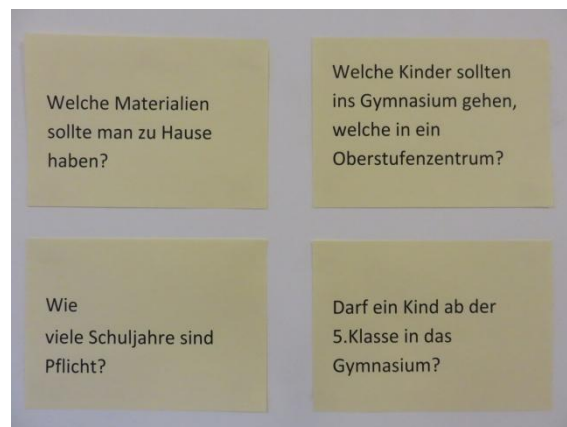 Welche Materialien
sollte man zu Hause
haben?
Welche Kinder sollten
ins Gymnasium gehen,
welche in ein
Oberstufenzentrum?
Wie
viele Schuljahre sind
Pflicht?
Darf ein Kind ab der
5.Klasse in das
Gymnasium?